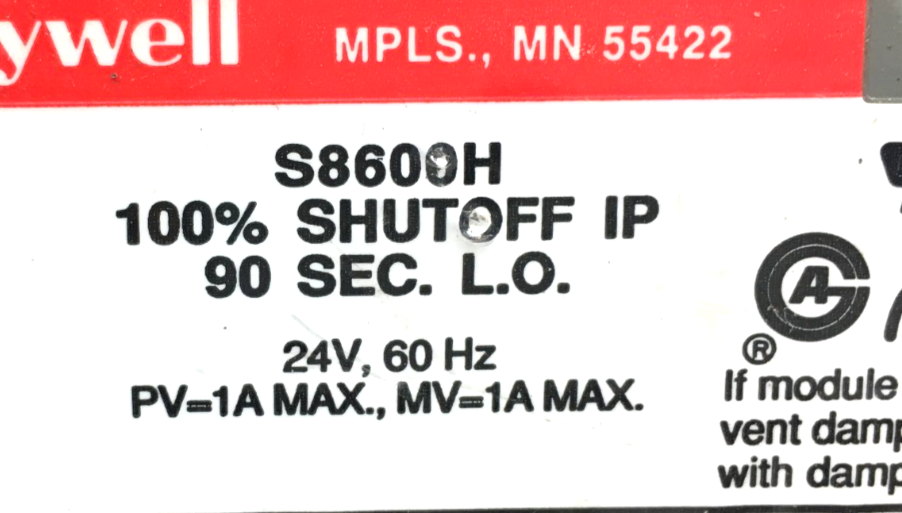 ywell MPLS., MN 55422
S8600H
100% SHUTOFF IP
90 SEC. L.O.
24V, 60 Hz
PV=1A MAX., MV=1A MAX.
AG
®
If module
vent damp
with damp